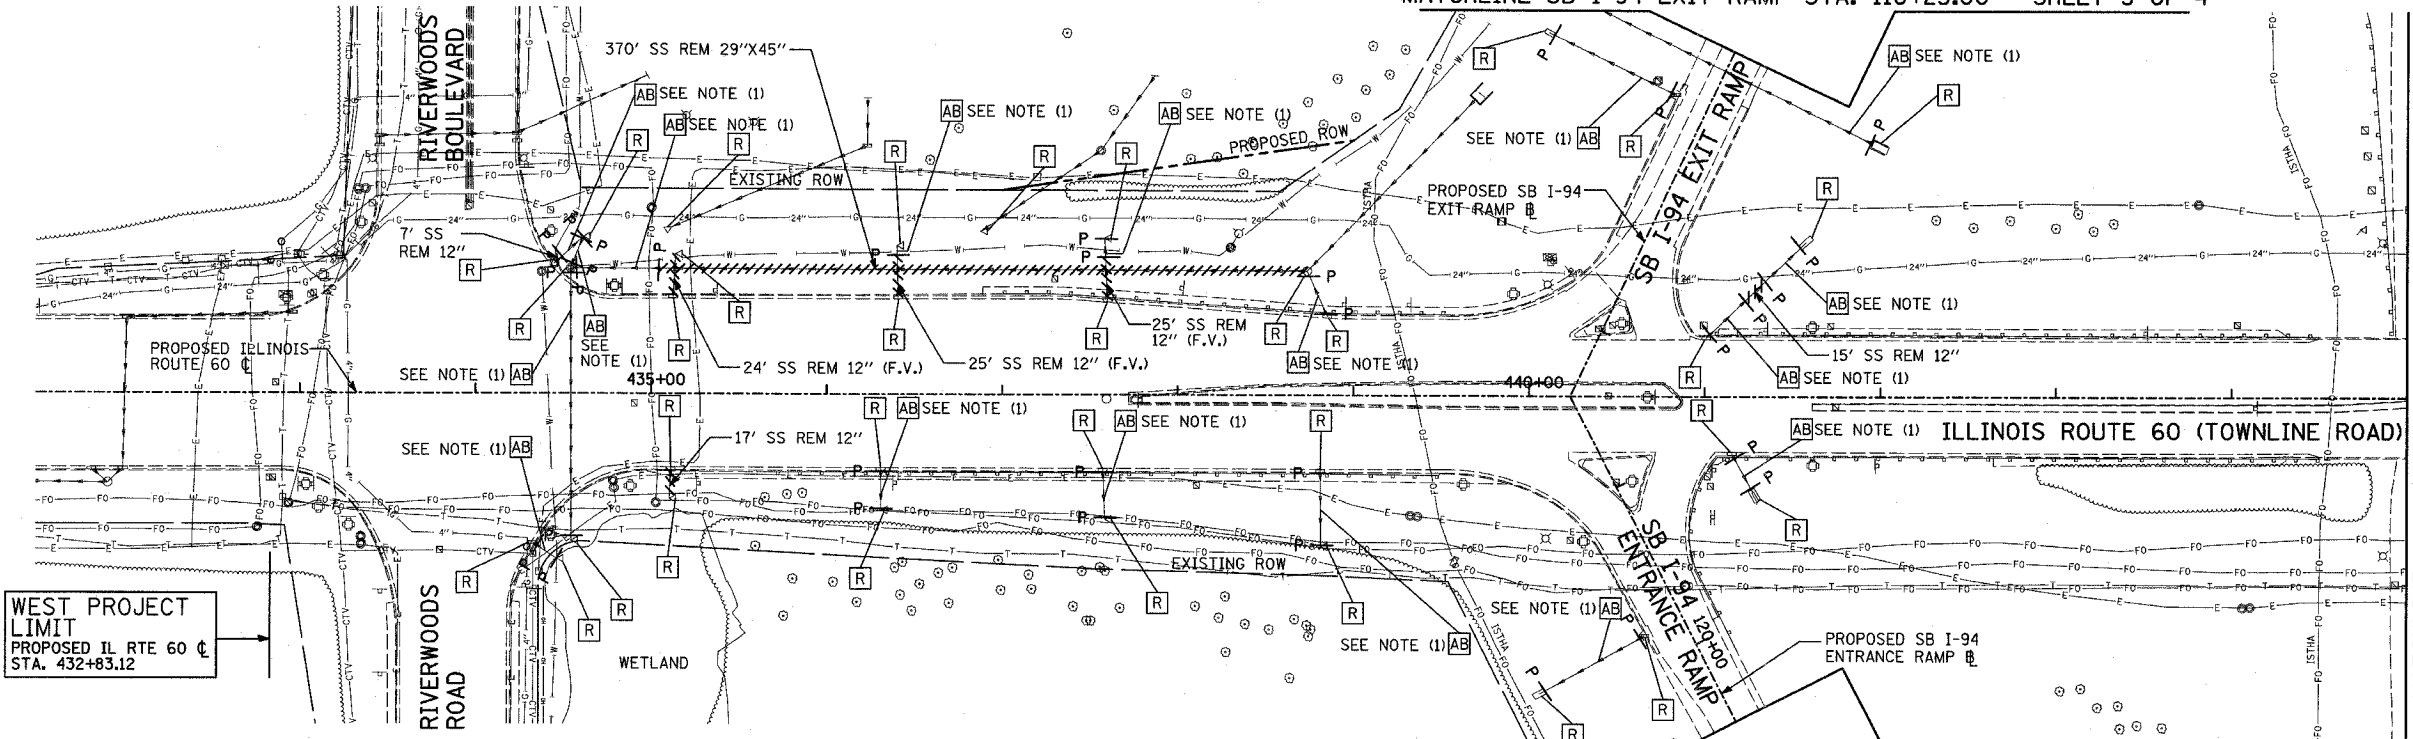 MATCHLINE SB I-94 EXIT RAMP STA. 116+25.00 SHEET 3 OF 4
RIVERWOODS
BOULEVARD
370' SS REM 29"X45"
AB SEE NOTE (1)
AB SEE NOTE (1)
R
R
EXISTING ROW
7' SS
REM 12"
R
R
R
AB
SEE
NOTE (1)
AB SEE NOTE (1)
R
R
AB SEE NOTE (1)
R
PROPOSED ROW
R
SEE NOTE (1) AB
R
SB I-94 EXIT RAMP
AB SEE NOTE (1)
R
PROPOSED SB I-94
EXIT RAMP B
R
AB SEE NOTE (1)
15' SS REM 12"
AB SEE NOTE (1)
R
PROPOSED ILLINOIS
ROUTE 60 C
SEE NOTE (1) AB
435+00
R
24' SS REM 12" (F.V.)
R
25' SS REM 12" (F.V.)
R
25' SS REM
12" (F.V.)
R
R
AB SEE NOTE (1)
440+00
SEE NOTE (1) AB
R
17' SS REM 12"
R
AB SEE NOTE (1)
R
AB SEE NOTE (1)
R
R
AB SEE NOTE (1)
ILLINOIS ROUTE 60 (TOWNLINE ROAD)
R
EXISTING ROW
R
R
R
R
R
R
R
SEE NOTE (1) AB
SEE NOTE (1) AB
R
R
SB I-94
ENTRANCE RAMP
120+00
PROPOSED SB I-94
ENTRANCE RAMP B
WEST PROJECT
LIMIT
PROPOSED IL RTE 60 C
STA. 432+83.12
RIVERWOODS
ROAD
WETLAND
ISTHA
ISTHA
ISTHA
ISTHA
ISTHA